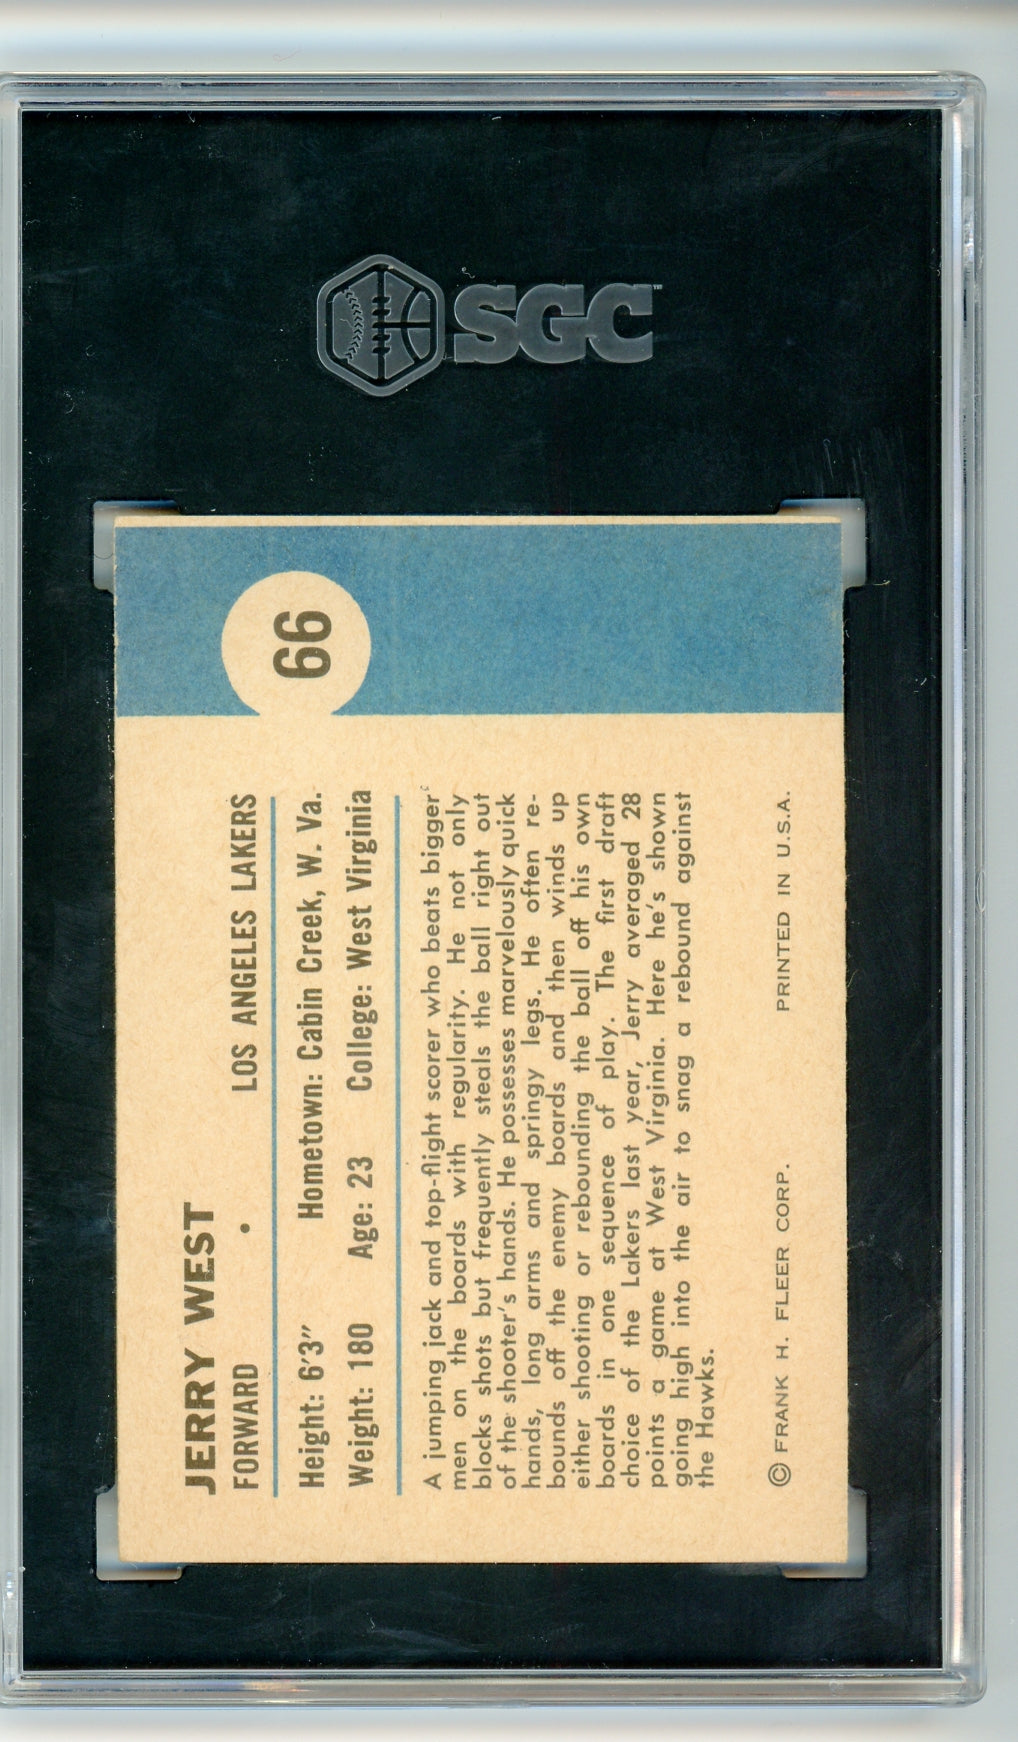 SGC™
66
JERRY WEST
FORWARD • LOS ANGELES LAKERS
Height: 6'3" Hometown: Cabin Creek, W. Va.
Weight: 180 Age: 23 College: West Virginia
A jumping jack and top-flight scorer who beats bigger
men on the boards with regularity. He not only
blocks shots but frequently steals the ball right out
of the shooter's hands. He possesses marvelously quick
hands, long arms and springy legs. He often re-
bounds off the enemy boards and then winds up
either shooting or rebounding the ball off his own
boards in one sequence of play. The first draft
choice of the Lakers last year, Jerry averaged 28
points a game at West Virginia. Here he's shown
going high into the air to snag a rebound against
the Hawks.
© FRANK H. FLEER CORP. PRINTED IN U.S.A.